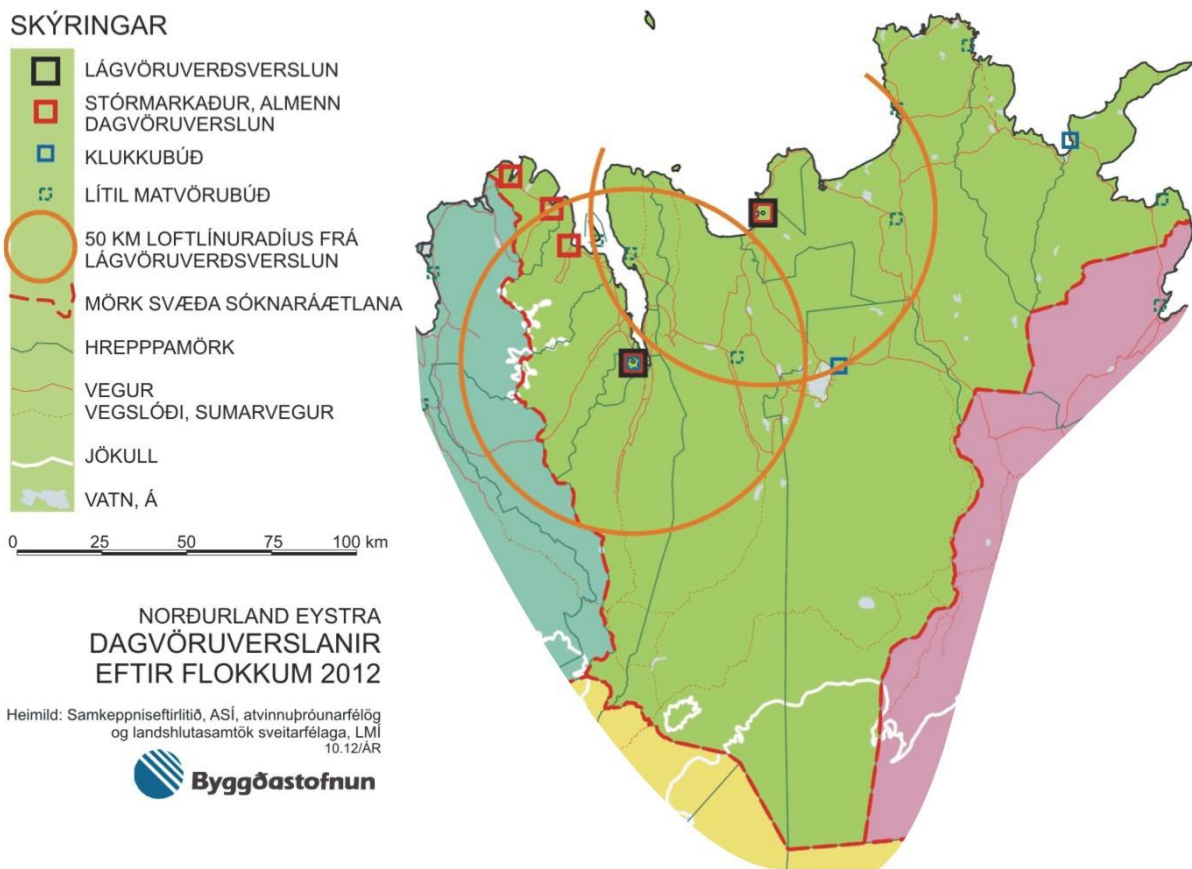 SKÝRINGAR
LÁGVÖRUVERÐSVERSLUN
STÓRMARKAÐUR, ALMENN
DAGVÖRUVERSLUN
KLUKKUBÚÐ
LÍTIL MATVÖRUBÚÐ
50 KM LOFTLÍNURADÍUS FRÁ
LÁGVÖRUVERÐSVERSLUN
MÖRK SVÆÐA SÓKNARÁÆTLANA
HREPPPAMÖRK
VEGUR
VEGSLÓÐI, SUMARVEGUR
JÖKULL
VATN, Á
0 25 50 75 100 km
NORÐURLAND EYSTRA
DAGVÖRUVERSLANIR
EFTIR FLOKKUM 2012
Heimild: Samkeppniseftirlitið, ASÍ, atvinnuþróunarfélög
og landshlutasamtök sveitarfélaga, LMÍ
10.12/ÁR
Byggðastofnun